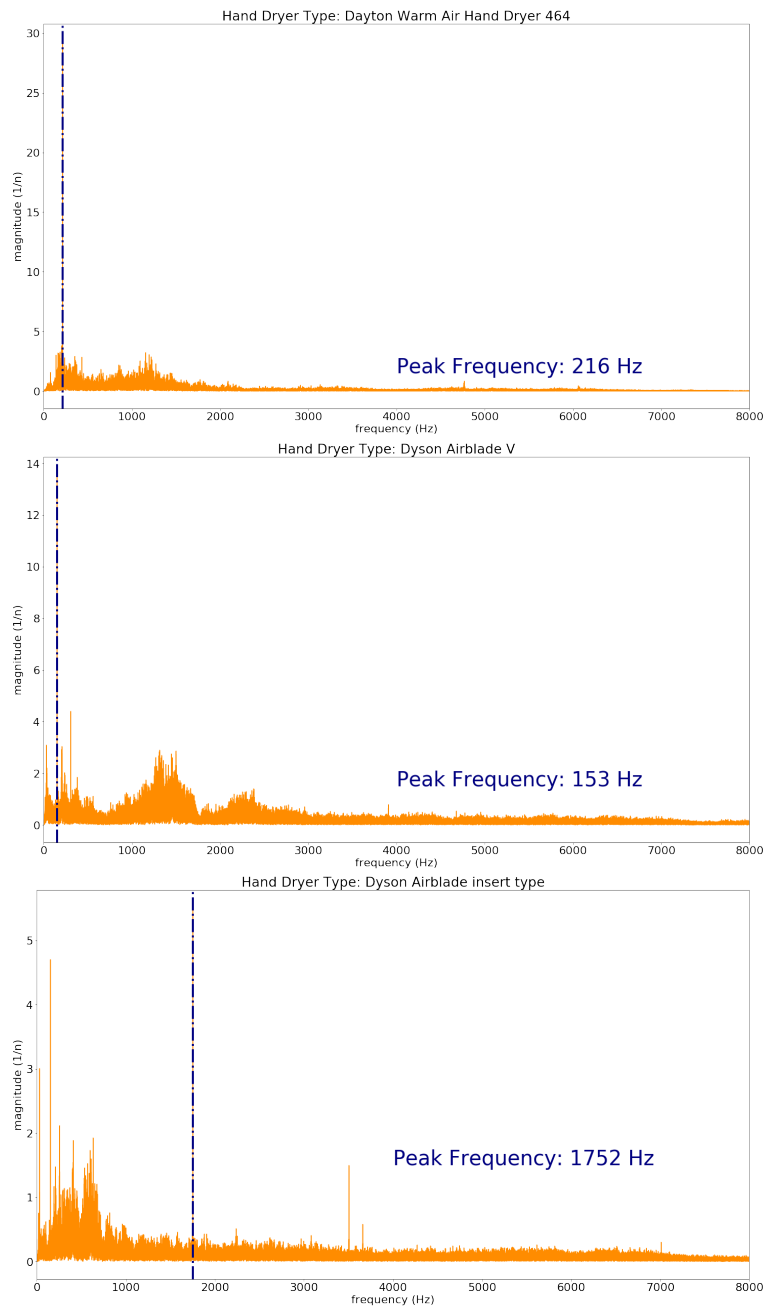 Hand Dryer Type: Dayton Warm Air Hand Dryer 464
30
25
20
15
10
5
0
magnitude (1/n)
Peak Frequency: 216 Hz
0 1000 2000 3000 4000 5000 6000 7000 8000
frequency (Hz)
Hand Dryer Type: Dyson Airblade V
14
12
10
8
6
4
2
0
magnitude (1/n)
Peak Frequency: 153 Hz
0 1000 2000 3000 4000 5000 6000 7000 8000
frequency (Hz)
Hand Dryer Type: Dyson Airblade insert type
5
4
3
2
1
0
magnitude (1/n)
Peak Frequency: 1752 Hz
0 1000 2000 3000 4000 5000 6000 7000 8000
frequency (Hz)